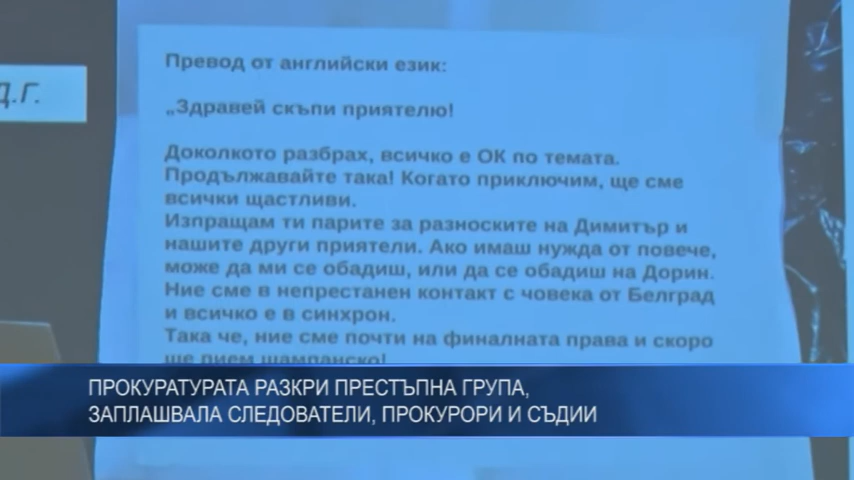 Д.Г.
Превод от английски език:
„Здравей скъпи приятелю!
Доколкото разбрах, всичко е ОК по темата.
Продължавайте така! Когато приключим, ще сме
всички щастливи.
Изпращам ти парите за разноските на Димитър и
нашите други приятели. Ако имаш нужда от повече,
може да ми се обадиш, или да се обадиш на Дорин.
Ние сме в непрестанен контакт с човека от Белград
и всичко е в синхрон.
Така че, ние сме почти на финалната права и скоро
ще пием шампанско!
ПРОКУРАТУРАТА РАЗКРИ ПРЕСТЪПНА ГРУПА,
ЗАПЛАШВАЛА СЛЕДОВАТЕЛИ, ПРОКУРОРИ И СЪДИИ